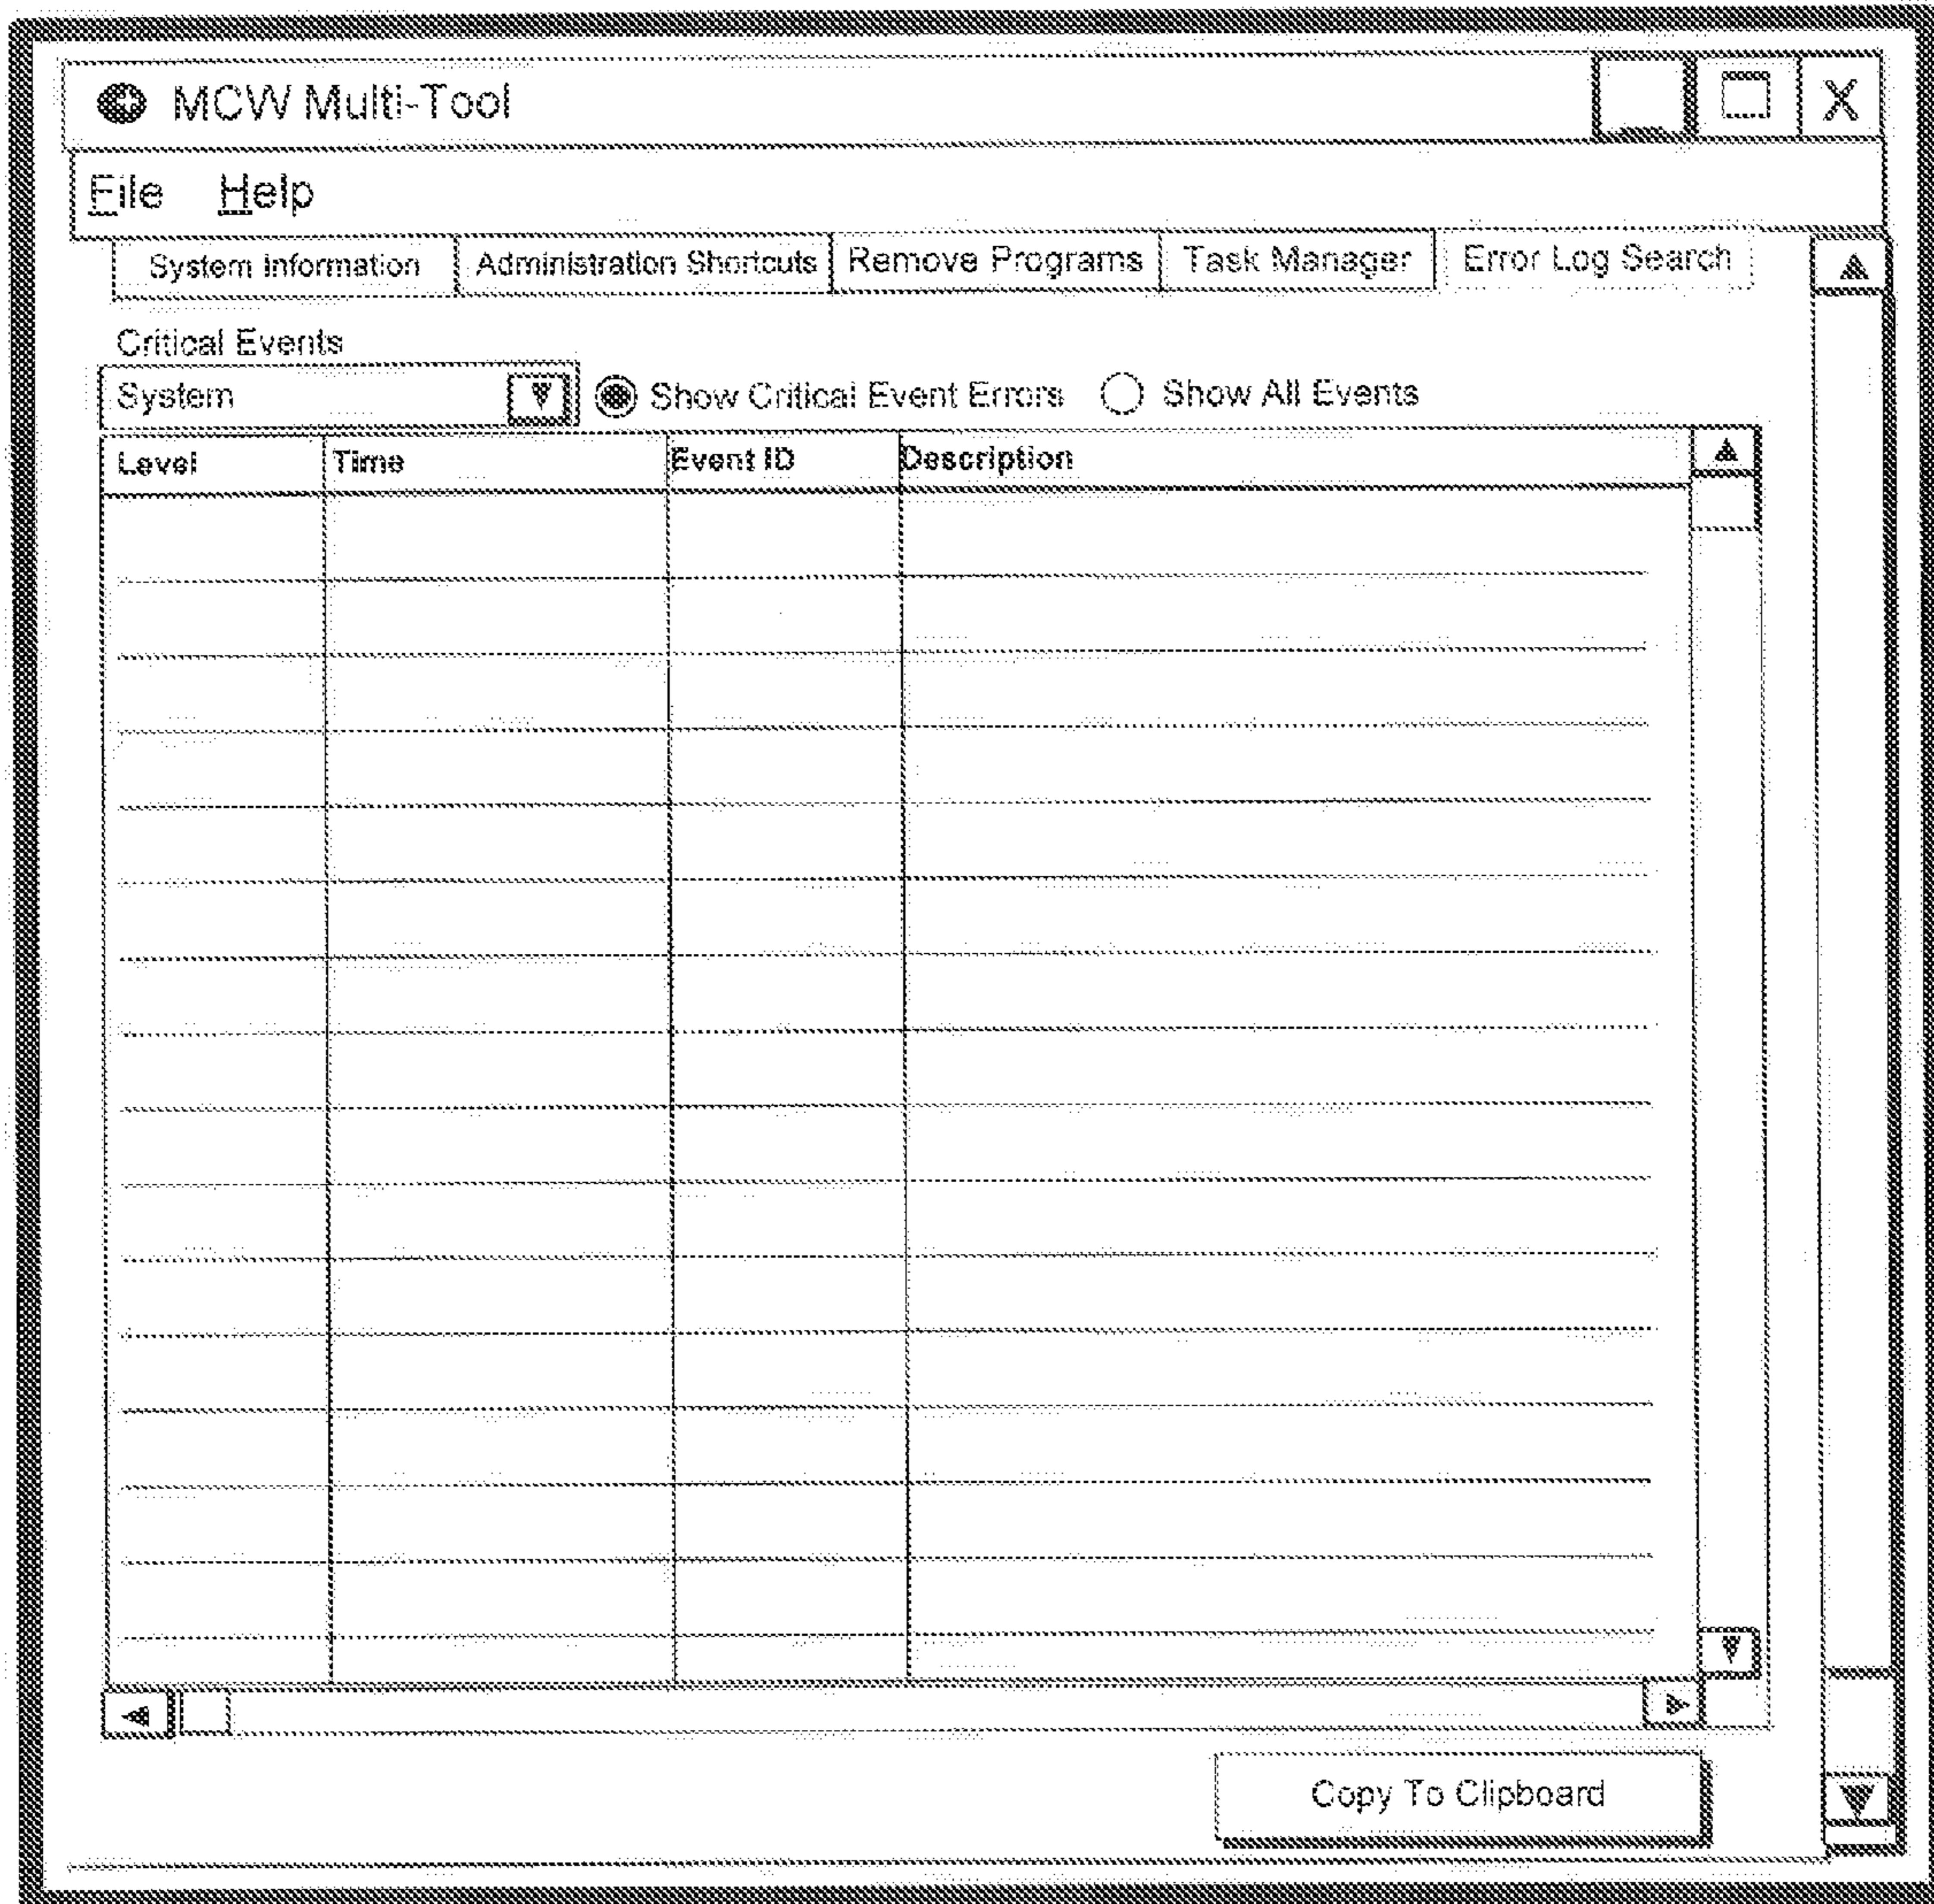 MCW Multi-Tool
File Help
System Information Administration Shortcuts Remove Programs Task Manager Error Log Search
Critical Events
System Show Critical Event Errors Show All Events
Level Time Event ID Description
Copy To Clipboard